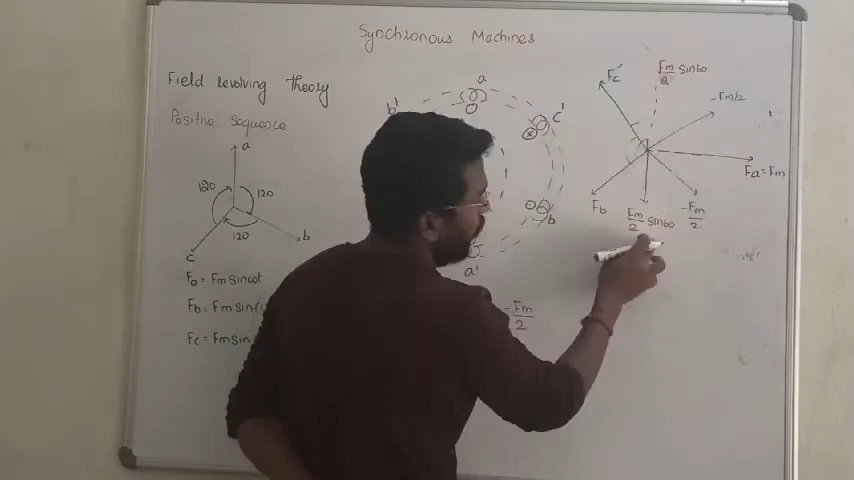 Synchronous Machines
Field revolving theory
Positive sequence
a
120
120
120
c
b
Fa = Fm sinωt
Fb = Fm sin(
Fc = Fm sin
a
b'
c'
b
a'
-Fm/2
Fc'
Fm/2 sin60
-Fm/2
Fa = Fm
Fb
Fm/2 sin60
-Fm/2